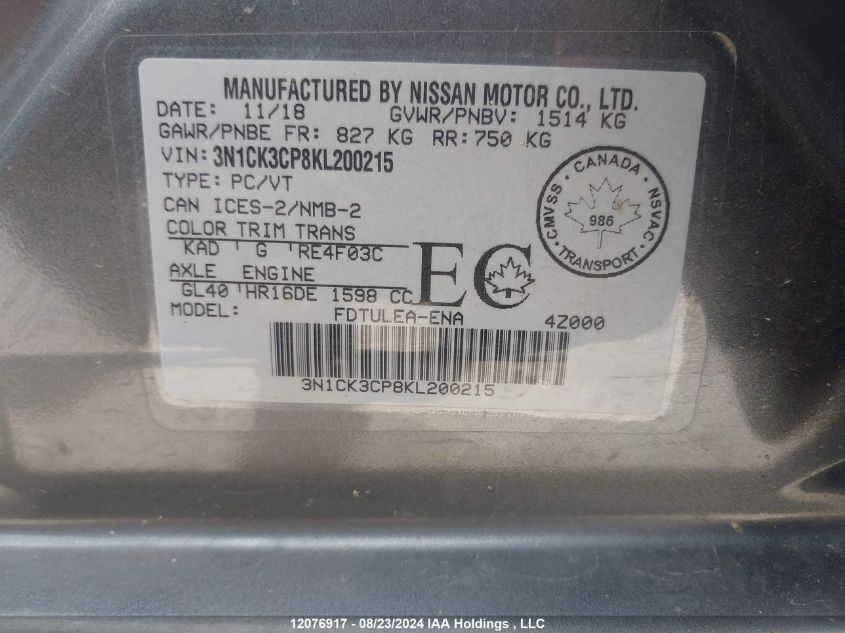 MANUFACTURED BY NISSAN MOTOR CO., LTD.
DATE: 11/18 GVWR/PNBV: 1514 KG
GAWR/PNBE FR: 827 KG RR: 750 KG
VIN: 3N1CK3CP8KL200215
TYPE: PC/VT
CAN ICES-2/NMB-2
COLOR TRIM TRANS
KAD G RE4F03C
AXLE ENGINE
GL40 HR16DE 1598 CC
EC
CANADA
CMVSS
986
NSVAC
TRANSPORT
MODEL: FDTULEA-ENA 4Z000
3N1CK3CP8KL200215
12076917 - 08/23/2024 IAA Holdings , LLC